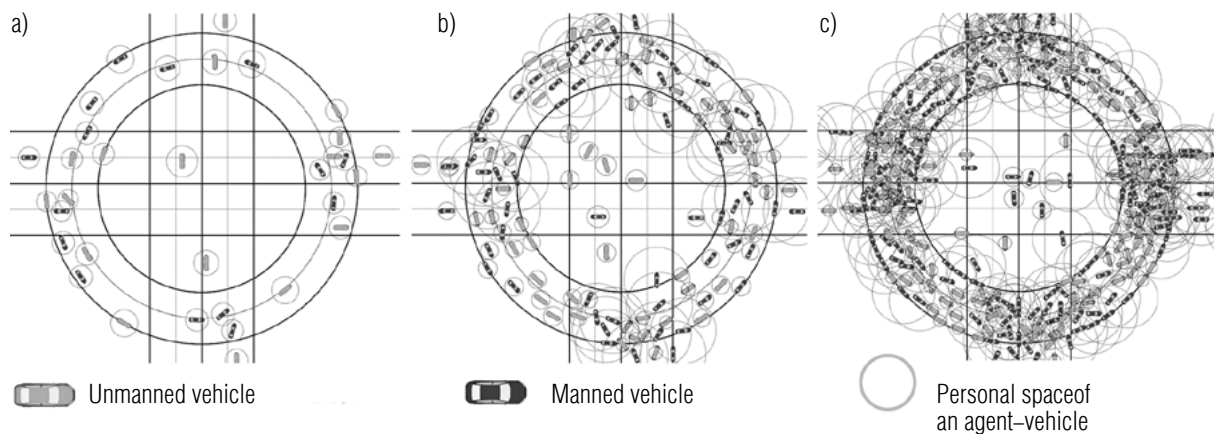 a)
b)
c)
Unmanned vehicle
Manned vehicle
Personal spaceof
an agent–vehicle